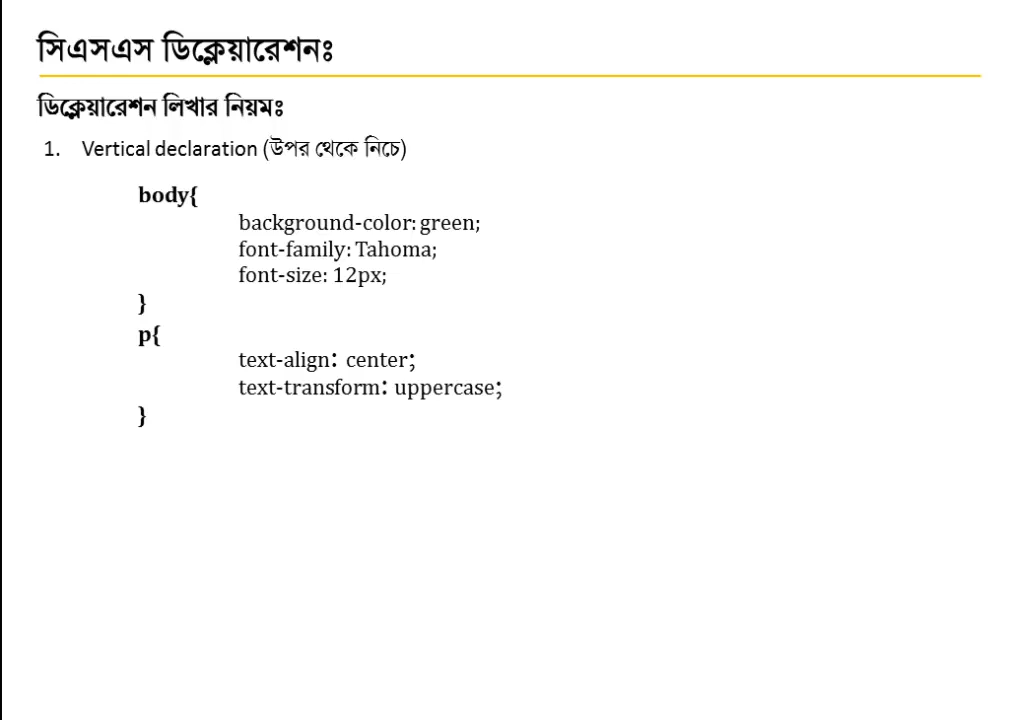 সিএসএস ডিক্লেয়ারেশনঃ
ডিক্লেয়ারেশন লিখার নিয়মঃ
1. Vertical declaration (উপর থেকে নিচে)
body{
background-color: green;
font-family: Tahoma;
font-size: 12px;
}
p{
text-align: center;
text-transform: uppercase;
}